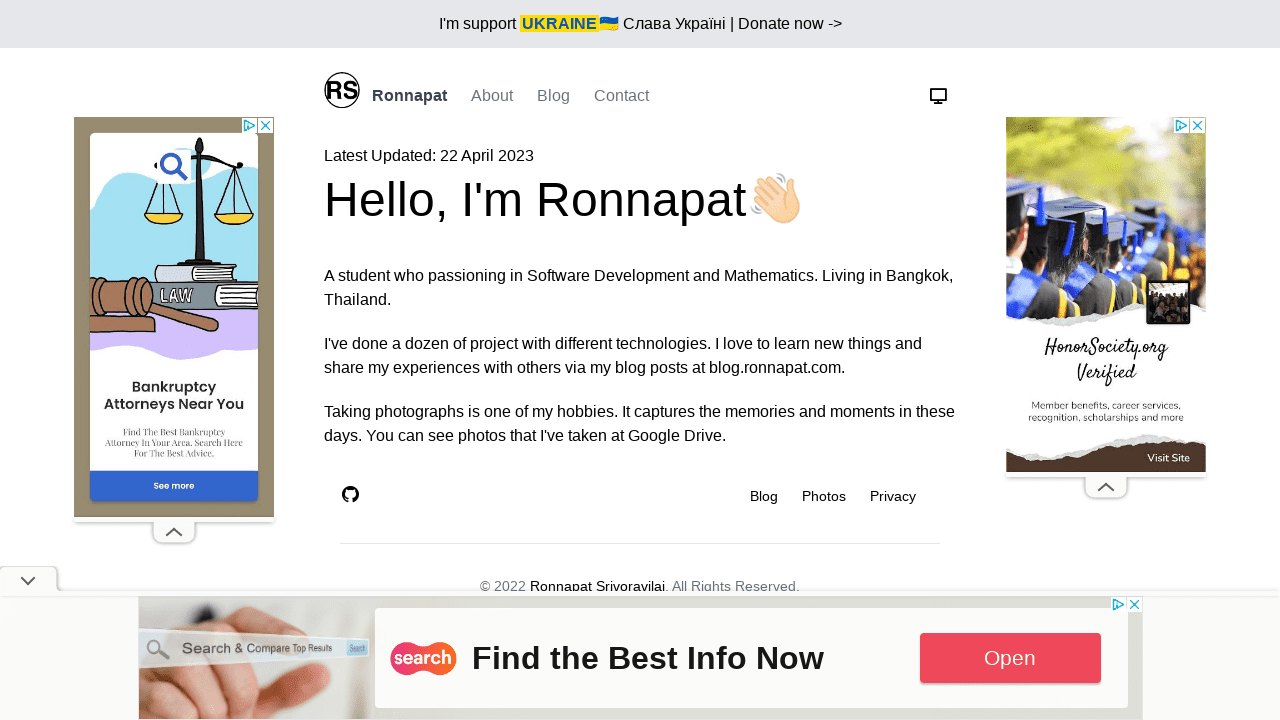 I'm support UKRAINE🇺🇦 Слава Україні | Donate now ->
RS Ronnapat About Blog Contact
Latest Updated: 22 April 2023
Hello, I'm Ronnapat👋🏻
A student who passioning in Software Development and Mathematics. Living in Bangkok,
Thailand.
I've done a dozen of project with different technologies. I love to learn new things and
share my experiences with others via my blog posts at blog.ronnapat.com.
Taking photographs is one of my hobbies. It captures the memories and moments in these
days. You can see photos that I've taken at Google Drive.
Blog Photos Privacy
© 2022 Ronnapat Srivoravilai. All Rights Reserved.
LAW
Bankruptcy
Attorneys Near You
Find The Best Bankruptcy
Attorney In Your Area. Search Here
For The Best Advice.
See more
HonorSociety.org
Verified
Member benefits, career services,
recognition, scholarships and more
Visit Site
Search & Compare Top Results Search
search Find the Best Info Now Open